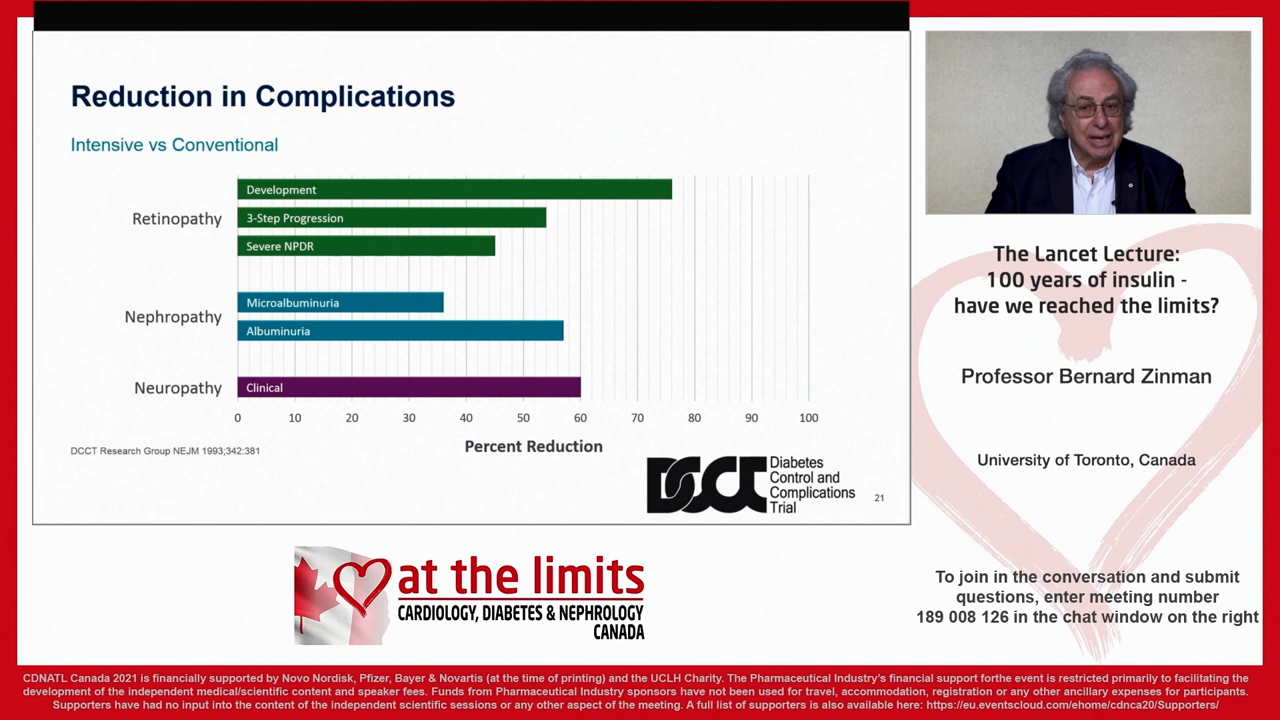 Reduction in Complications
Intensive vs Conventional
Retinopathy
Development
3-Step Progression
Severe NPDR
Nephropathy
Microalbuminuria
Albuminuria
Neuropathy
Clinical
0 10 20 30 40 50 60 70 80 90 100
Percent Reduction
DCCT Research Group NEJM 1993;342:381
DCCT
Diabetes
Control and
Complications
Trial
21
The Lancet Lecture:
100 years of insulin -
have we reached the limits?
Professor Bernard Zinman
University of Toronto, Canada
To join in the conversation and submit
questions, enter meeting number
189 008 126 in the chat window on the right
at the limits
CARDIOLOGY, DIABETES & NEPHROLOGY
CANADA
CDNATL Canada 2021 is financially supported by Novo Nordisk, Pfizer, Bayer & Novartis (at the time of printing) and the UCLH Charity. The Pharmaceutical Industry's financial support forthe event is restricted primarily to facilitating the
development of the independent medical/scientific content and speaker fees. Funds from Pharmaceutical Industry sponsors have not been used for travel, accommodation, registration or any other ancillary expenses for participants.
Supporters have had no input into the content of the independent scientific sessions or any other aspect of the meeting. A full list of supporters is also available here: https://eu.eventscloud.com/ehome/cdnca20/Supporters/